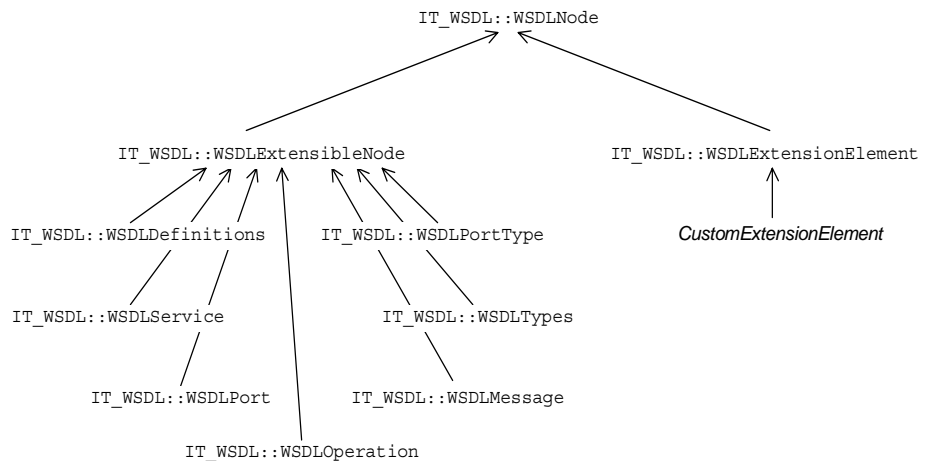 IT_WSDL::WSDLNode
IT_WSDL::WSDLExtensibleNode
IT_WSDL::WSDLExtensionElement
IT_WSDL::WSDLDefinitions
IT_WSDL::WSDLPortType
CustomExtensionElement
IT_WSDL::WSDLService
IT_WSDL::WSDLTypes
IT_WSDL::WSDLPort
IT_WSDL::WSDLMessage
IT_WSDL::WSDLOperation